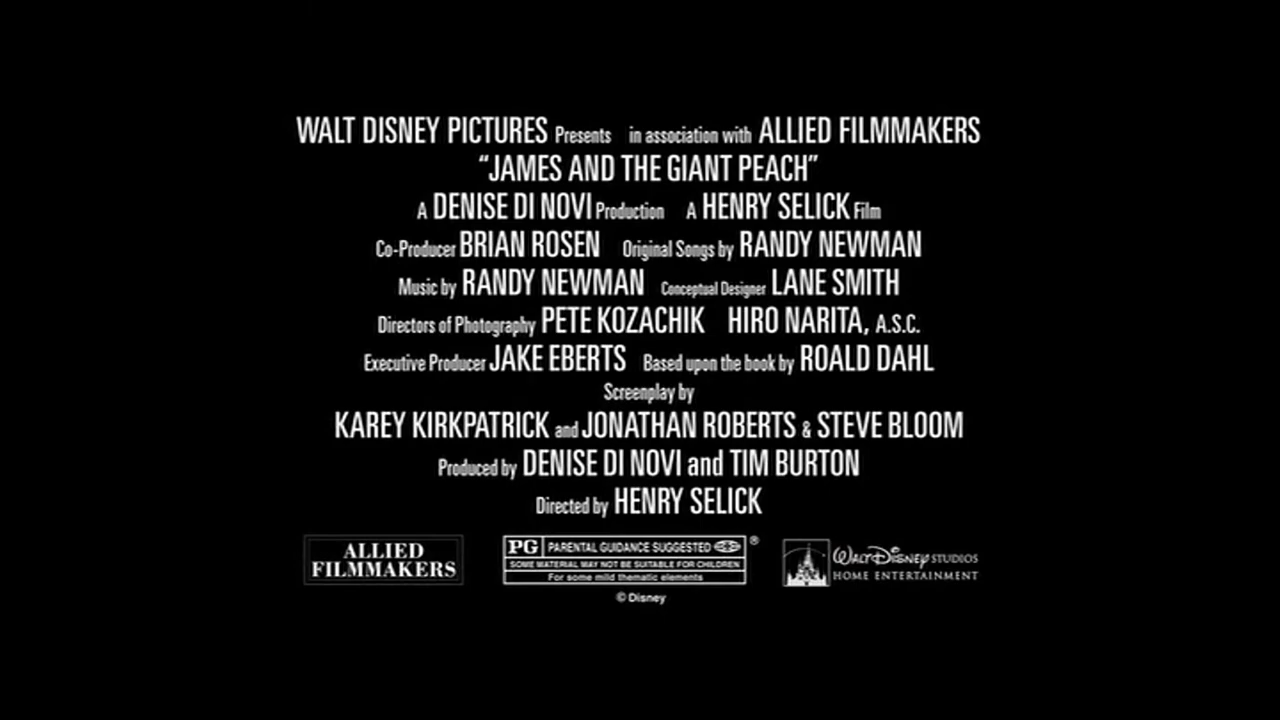 WALT DISNEY PICTURES Presents in association with ALLIED FILMMAKERS
"JAMES AND THE GIANT PEACH"
A DENISE DI NOVI Production A HENRY SELICK Film
Co-Producer BRIAN ROSEN Original Songs by RANDY NEWMAN
Music by RANDY NEWMAN Conceptual Designer LANE SMITH
Directors of Photography PETE KOZACHIK HIRO NARITA, A.S.C.
Executive Producer JAKE EBERTS Based upon the book by ROALD DAHL
Screenplay by
KAREY KIRKPATRICK and JONATHAN ROBERTS & STEVE BLOOM
Produced by DENISE DI NOVI and TIM BURTON
Directed by HENRY SELICK
ALLIED
FILMMAKERS
PG PARENTAL GUIDANCE SUGGESTED ®
SOME MATERIAL MAY NOT BE SUITABLE FOR CHILDREN
For some mild thematic elements
WALT DISNEY STUDIOS
HOME ENTERTAINMENT
© Disney